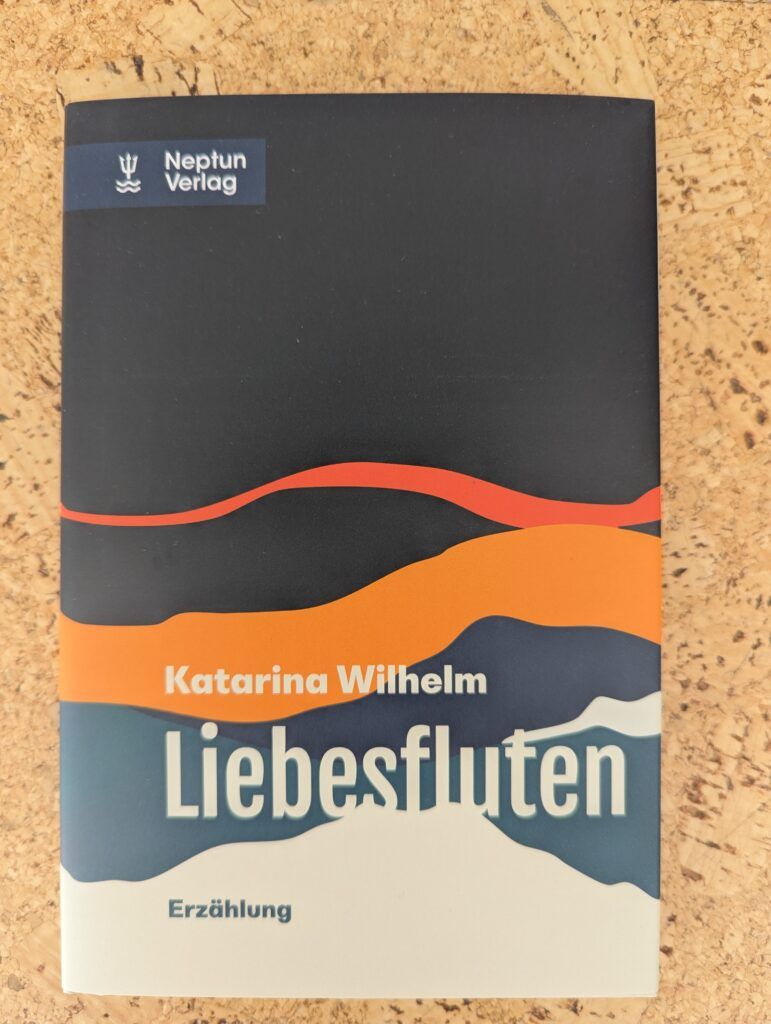 Neptun
Verlag
Katarina Wilhelm
Liebesfluten
Erzählung